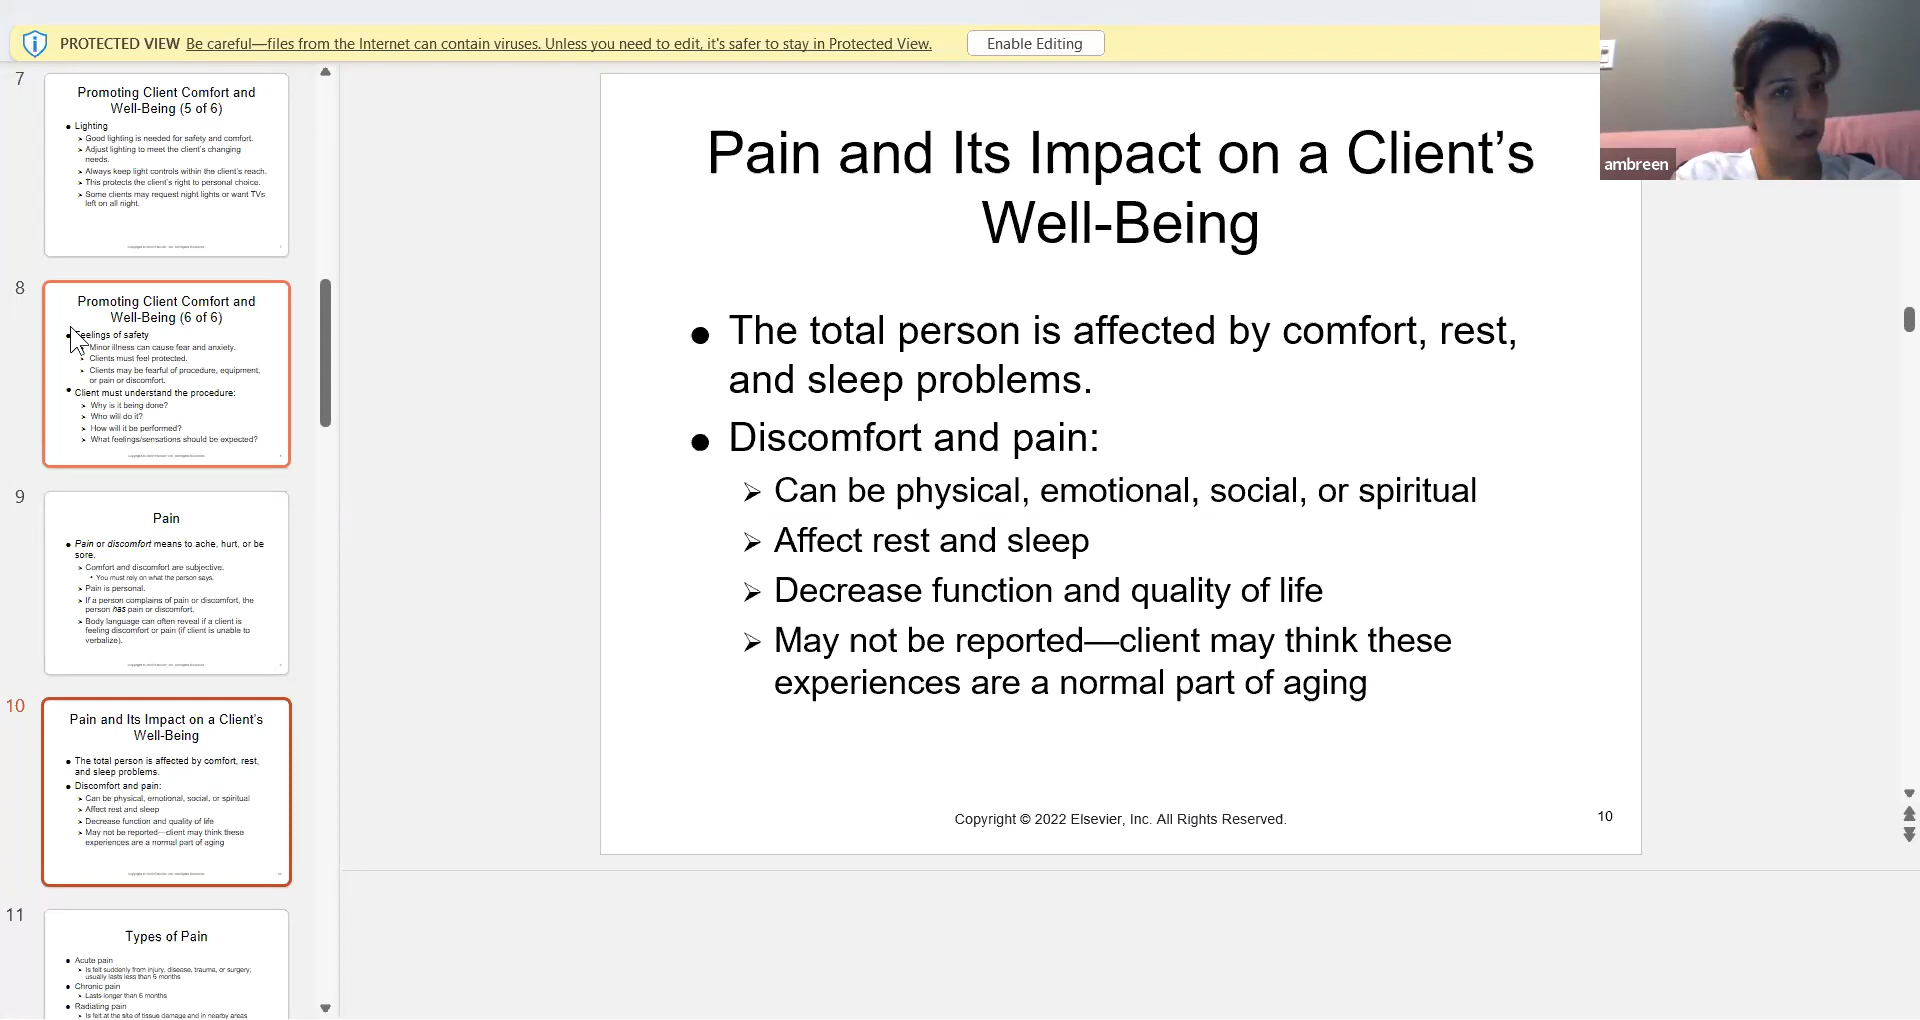 PROTECTED VIEW Be careful—files from the Internet can contain viruses. Unless you need to edit, it's safer to stay in Protected View. Enable Editing
ambreen
7
Promoting Client Comfort and
Well-Being (5 of 6)
● Lighting
➢ Good lighting is needed for safety and comfort.
➢ Adjust lighting to meet the client's changing
needs.
➢ Always keep light controls within the client's reach.
➢ This protects the client's right to personal choice.
➢ Some clients may request night lights or want TVs
left on all night.
8
Promoting Client Comfort and
Well-Being (6 of 6)
● Feelings of safety
Minor illness can cause fear and anxiety.
➢ Clients must feel protected.
➢ Clients may be fearful of procedure, equipment,
or pain or discomfort.
● Client must understand the procedure:
➢ Why is it being done?
➢ Who will do it?
➢ How will it be performed?
➢ What feelings/sensations should be expected?
9
Pain
● Pain or discomfort means to ache, hurt, or be
sore.
➢ Comfort and discomfort are subjective.
• You must rely on what the person says.
➢ Pain is personal.
➢ If a person complains of pain or discomfort, the
person has pain or discomfort.
➢ Body language can often reveal if a client is
feeling discomfort or pain (if client is unable to
verbalize).
10
Pain and Its Impact on a Client's
Well-Being
● The total person is affected by comfort, rest,
and sleep problems.
● Discomfort and pain:
➢ Can be physical, emotional, social, or spiritual
➢ Affect rest and sleep
➢ Decrease function and quality of life
➢ May not be reported—client may think these
experiences are a normal part of aging
11
Types of Pain
● Acute pain
➢ Is felt suddenly from injury, disease, trauma, or surgery;
usually lasts less than 6 months
● Chronic pain
➢ Lasts longer than 6 months
● Radiating pain
➢ Is felt at the site of tissue damage and in nearby areas
Pain and Its Impact on a Client’s
Well-Being
● The total person is affected by comfort, rest,
and sleep problems.
● Discomfort and pain:
➢ Can be physical, emotional, social, or spiritual
➢ Affect rest and sleep
➢ Decrease function and quality of life
➢ May not be reported—client may think these
experiences are a normal part of aging
Copyright © 2022 Elsevier, Inc. All Rights Reserved.
10